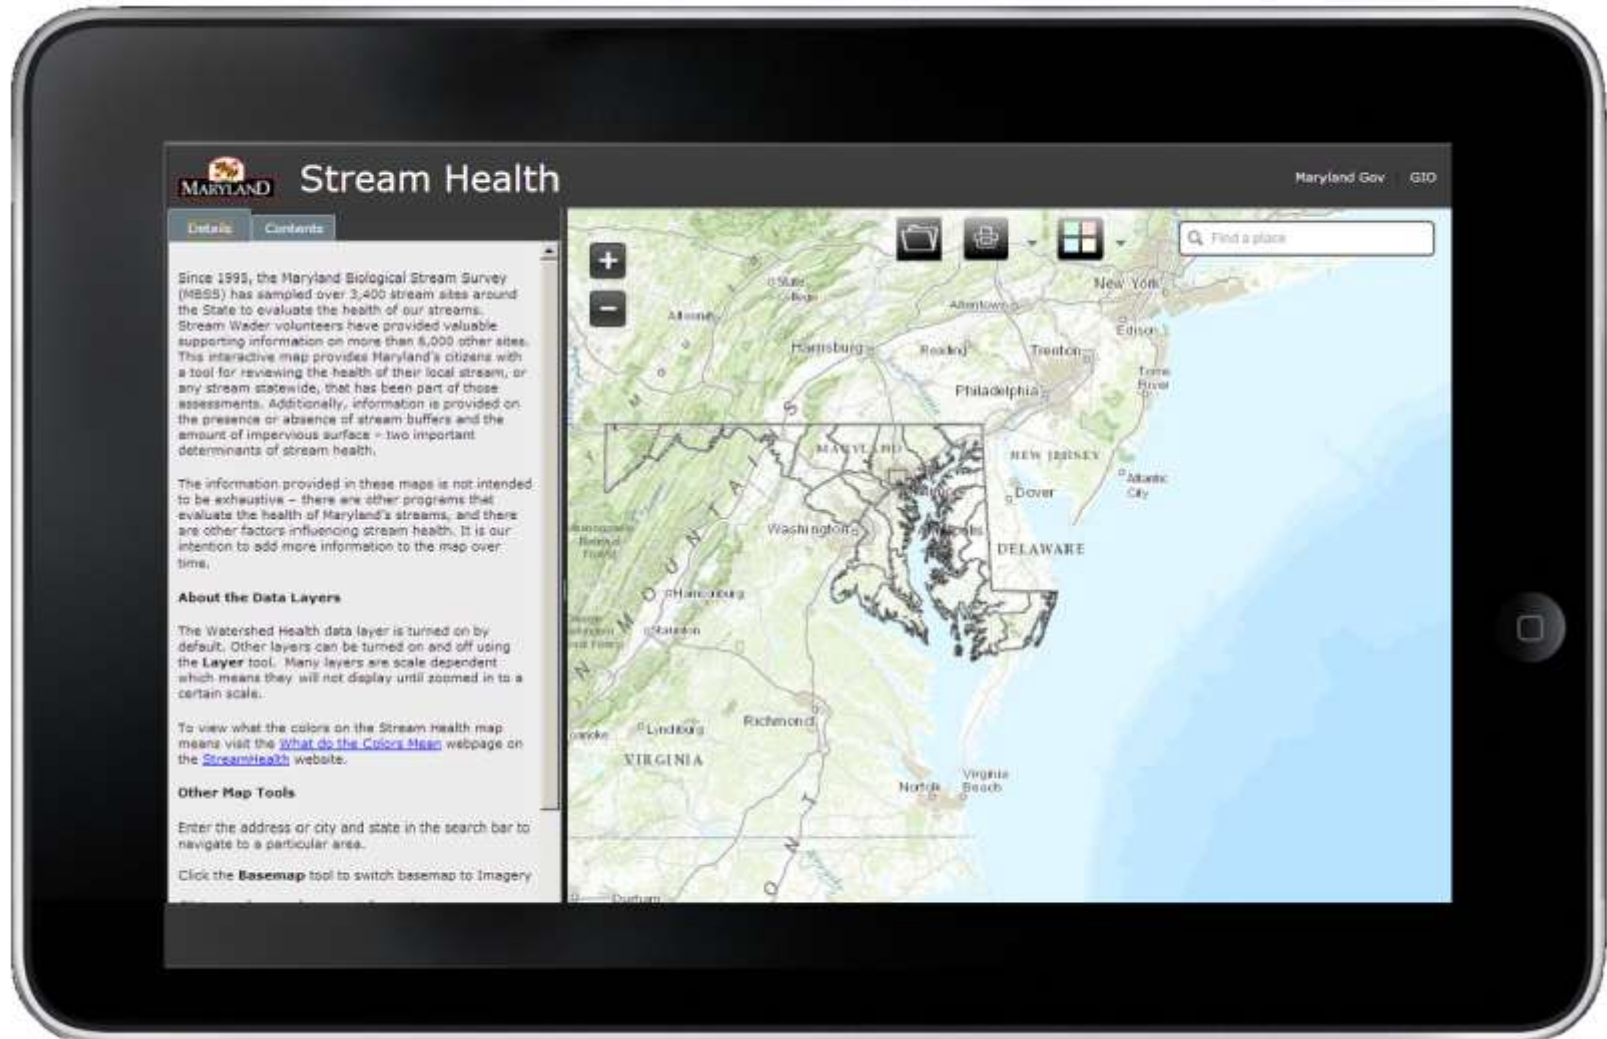 MARYLAND
Stream Health
Maryland Gov
GIO
Details
Contents
Since 1995, the Maryland Biological Stream Survey
(MBSS) has sampled over 3,400 stream sites around
the State to evaluate the health of our streams.
Stream Wader volunteers have provided valuable
supporting information on more than 6,000 other sites.
This interactive map provides Maryland's citizens with
a tool for reviewing the health of their local stream, or
any stream statewide, that has been part of those
assessments. Additionally, information is provided on
the presence or absence of stream buffers and the
amount of impervious surface – two important
determinants of stream health.
The information provided in these maps is not intended
to be exhaustive – there are other programs that
evaluate the health of Maryland's streams, and there
are other factors influencing stream health. It is our
intention to add more information to the map over
time.
About the Data Layers
The Watershed Health data layer is turned on by
default. Other layers can be turned on and off using
the Layer tool. Many layers are scale dependent
which means they will not display until zoomed in to a
certain scale.
To view what the colors on the Stream Health map
means visit the What do the Colors Mean webpage on
the StreamHealth website.
Other Map Tools
Enter the address or city and state in the search bar to
navigate to a particular area.
Click the Basemap tool to switch basemap to Imagery
Find a place
State
College
New York
Altoona
Allentown
Edison
Harrisburg
Reading
Trenton
Toms
River
Philadelphia
MARYLAND
NEW JERSEY
Atlantic
City
Dover
Washington
DELAWARE
Harrisonburg
Staunton
Lynchburg
Richmond
VIRGINIA
Virginia
Beach
Norfolk
Durham